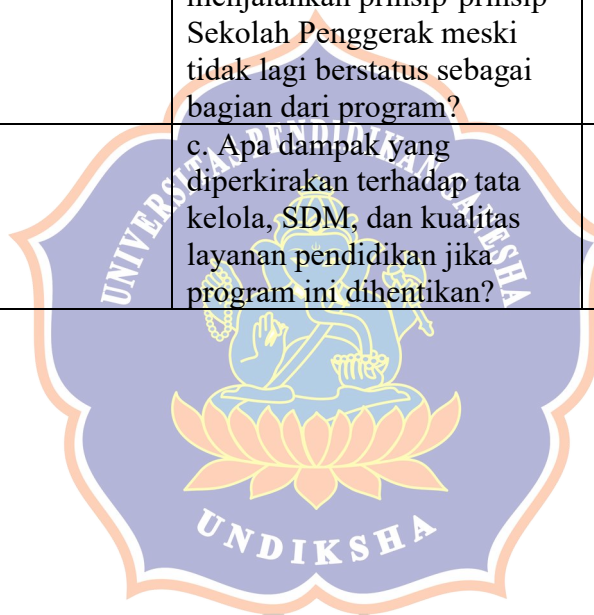 menjalankan prinsip-prinsip
Sekolah Penggerak meski
tidak lagi berstatus sebagai
bagian dari program?
c. Apa dampak yang
diperkirakan terhadap tata
kelola, SDM, dan kualitas
layanan pendidikan jika
program ini dihentikan?
UNIVERSITAS PENDIDIKAN GANESHA
UNDIKSHA